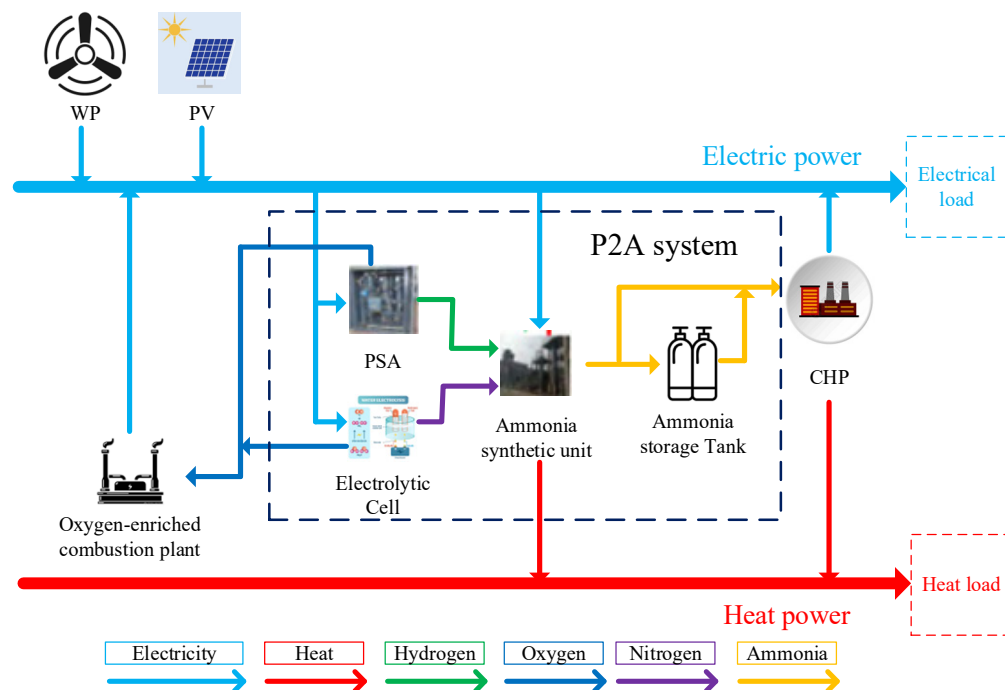 WP
PV
Electric power
Electrical
load
P2A system
PSA
CHP
Ammonia
synthetic unit
Ammonia
storage Tank
Electrolytic
Cell
Oxygen-enriched
combustion plant
Heat load
Heat power
Electricity
Heat
Hydrogen
Oxygen
Nitrogen
Ammonia